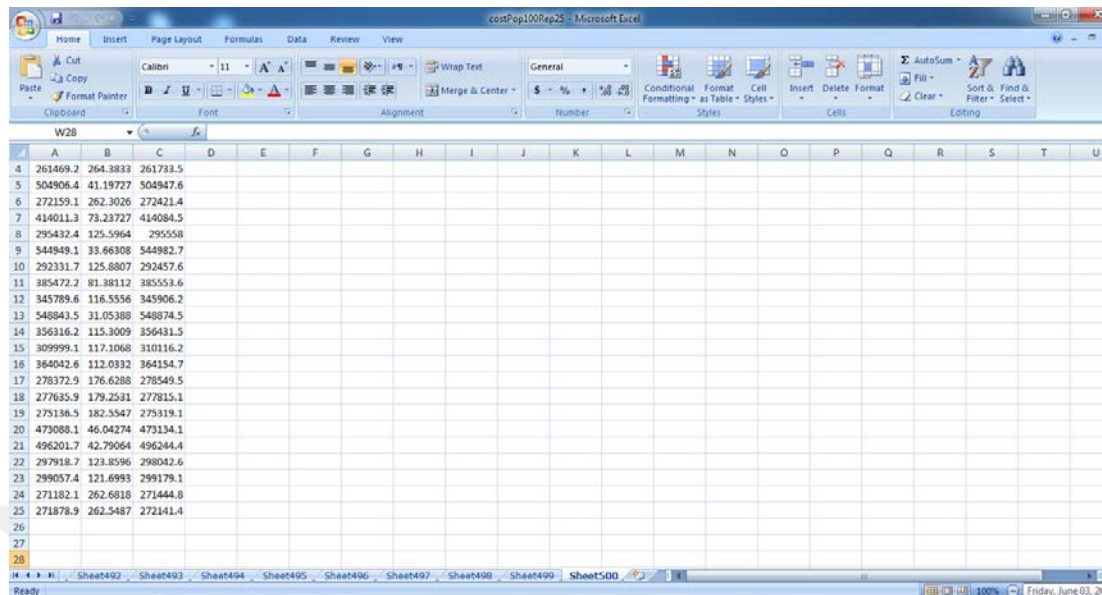 costPop100Rep25 - Microsoft Excel
Home Insert Page Layout Formulas Data Review View
Paste
Cut
Copy
Format Painter
Clipboard
Calibri 11 A A
B I U A
Font
Wrap Text
Merge & Center
Alignment
General
$ % ,
Number
Conditional Formatting
Format as Table
Cell Styles
Styles
Insert Delete Format
Cells
Σ AutoSum
Fill
Clear
Sort & Filter
Find & Select
Editing
W28 fx
A B C D E F G H I J K L M N O P Q R S T U
4 261469.2 264.3833 261733.5
5 504906.4 41.19727 504947.6
6 272159.1 262.3026 272421.4
7 414011.3 73.23727 414084.5
8 295432.4 125.5964 295558
9 544949.1 33.66308 544982.7
10 292331.7 125.8807 292457.6
11 385472.2 81.38112 385553.6
12 345789.6 116.5556 345906.2
13 548843.5 31.05388 548874.5
14 356316.2 115.3009 356431.5
15 309999.1 117.1068 310116.2
16 364042.6 112.0332 364154.7
17 278372.9 176.6288 278549.5
18 277635.9 179.2531 277815.1
19 275136.5 182.5547 275319.1
20 473088.1 46.04274 473134.1
21 496201.7 42.79064 496244.4
22 297918.7 123.8596 298042.6
23 299057.4 121.6993 299179.1
24 271182.1 262.6818 271444.8
25 271878.9 262.5487 272141.4
26
27
28
Sheet492 Sheet493 Sheet494 Sheet495 Sheet496 Sheet497 Sheet498 Sheet499 Sheet500
Ready 100% Friday, June 03, 20